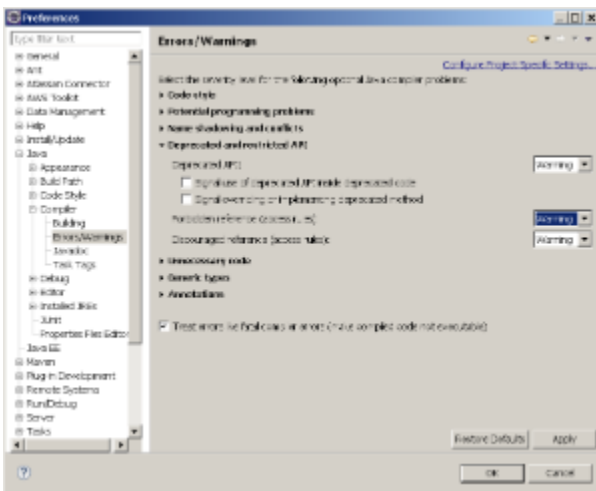 Preferences
type filter text
General
Ant
Atlassian Connector
AWS Toolkit
Data Management
Help
Install/Update
Java
Appearance
Build Path
Code Style
Compiler
Building
Errors/Warnings
Javadoc
Task Tags
Debug
Editor
Installed JREs
JUnit
Properties Files Editor
Java EE
Maven
Plug-in Development
Remote Systems
Run/Debug
Server
Tasks
Errors/Warnings
Configure Project Specific Settings...
Select the severity level for the following optional Java compiler problems:
Code style
Potential programming problems
Name shadowing and conflicts
Deprecated and restricted API
Deprecated API: Warning
Signal use of deprecated API inside deprecated code
Signal overriding or implementing deprecated method
Forbidden reference (access rules): Warning
Discouraged reference (access rules): Warning
Unnecessary code
Generic types
Annotations
Treat errors like fatal errors (make compiled code not executable)
Restore Defaults Apply
OK Cancel